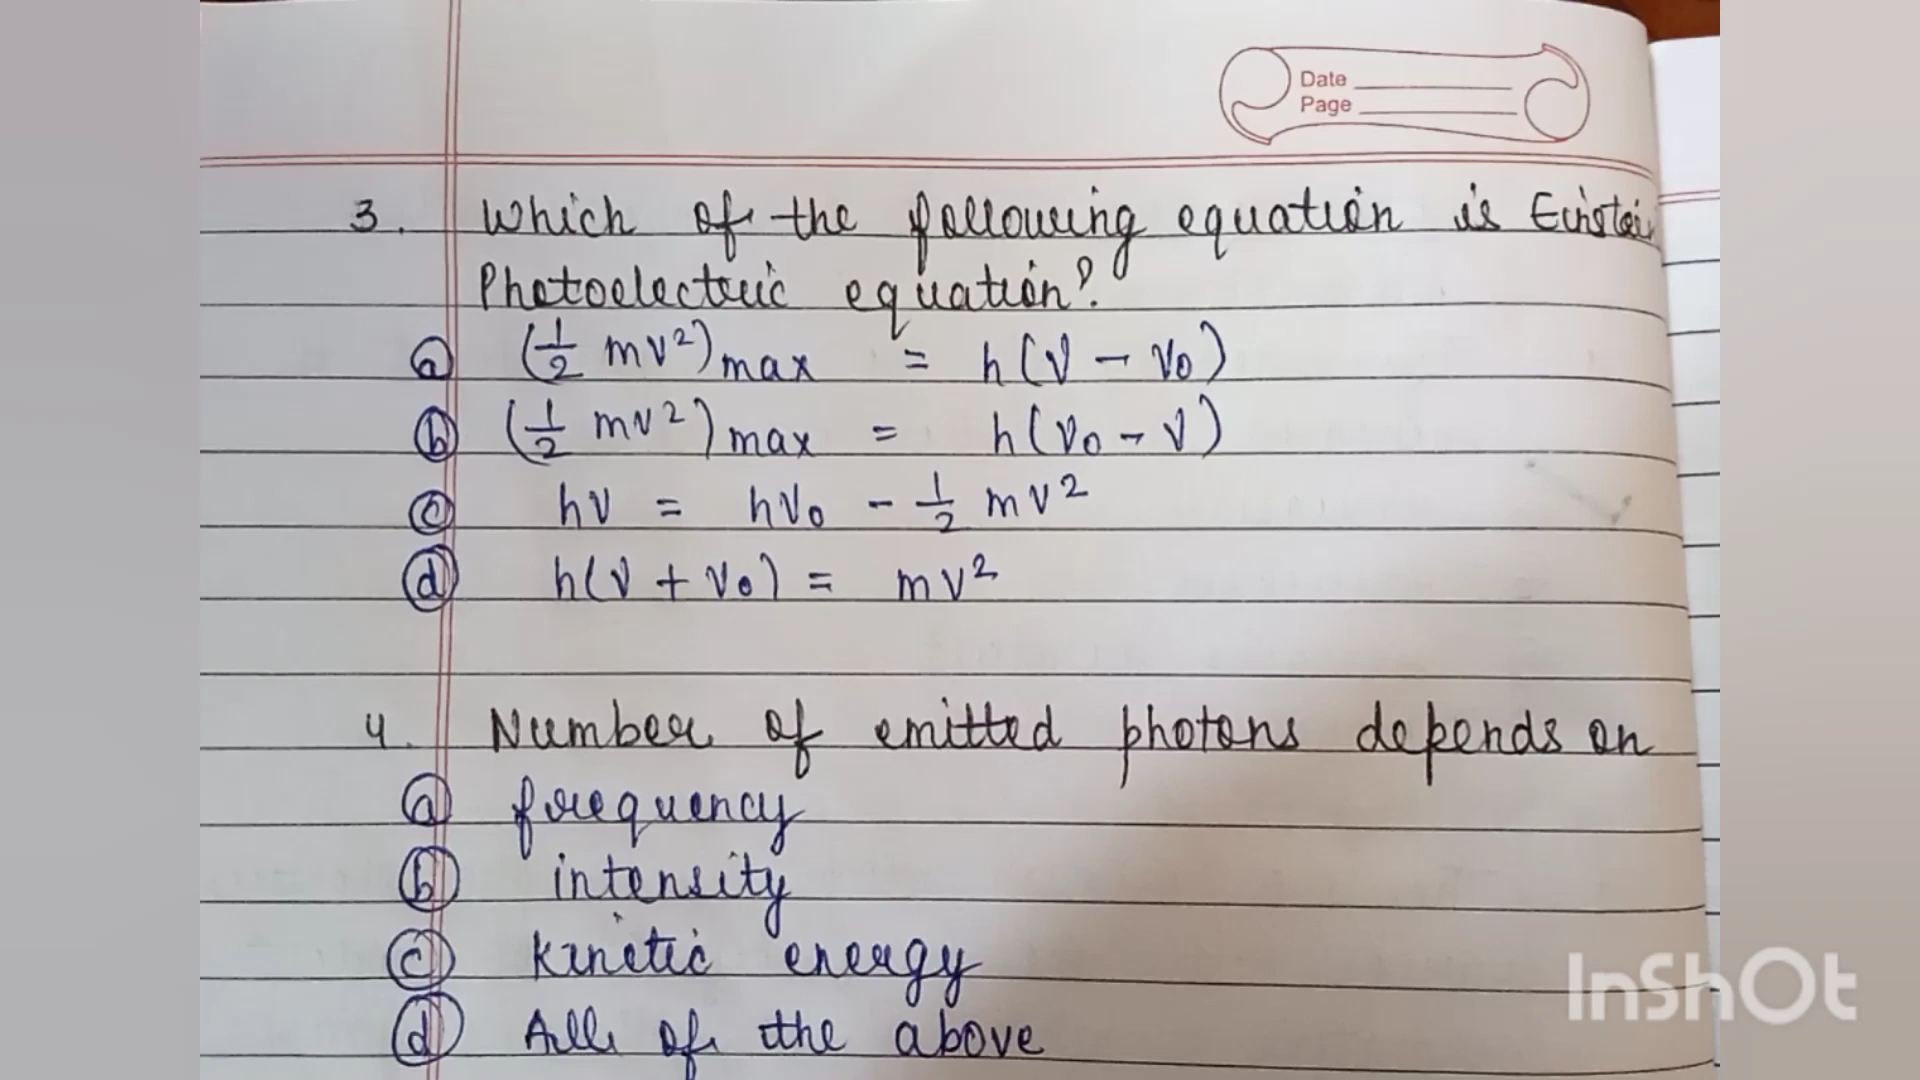 Date
Page
3. Which of the following equation is Einstein
Photoelectric equation?
(a) (1/2 mv²)max = h(ν - ν₀)
(b) (1/2 mv²)max = h(ν₀ - ν)
(c) hν = hν₀ - 1/2 mv²
(d) h(ν + ν₀) = mv²
4. Number of emitted photons depends on
(a) frequency
(b) intensity
(c) kinetic energy
(d) All of the above
InShOt